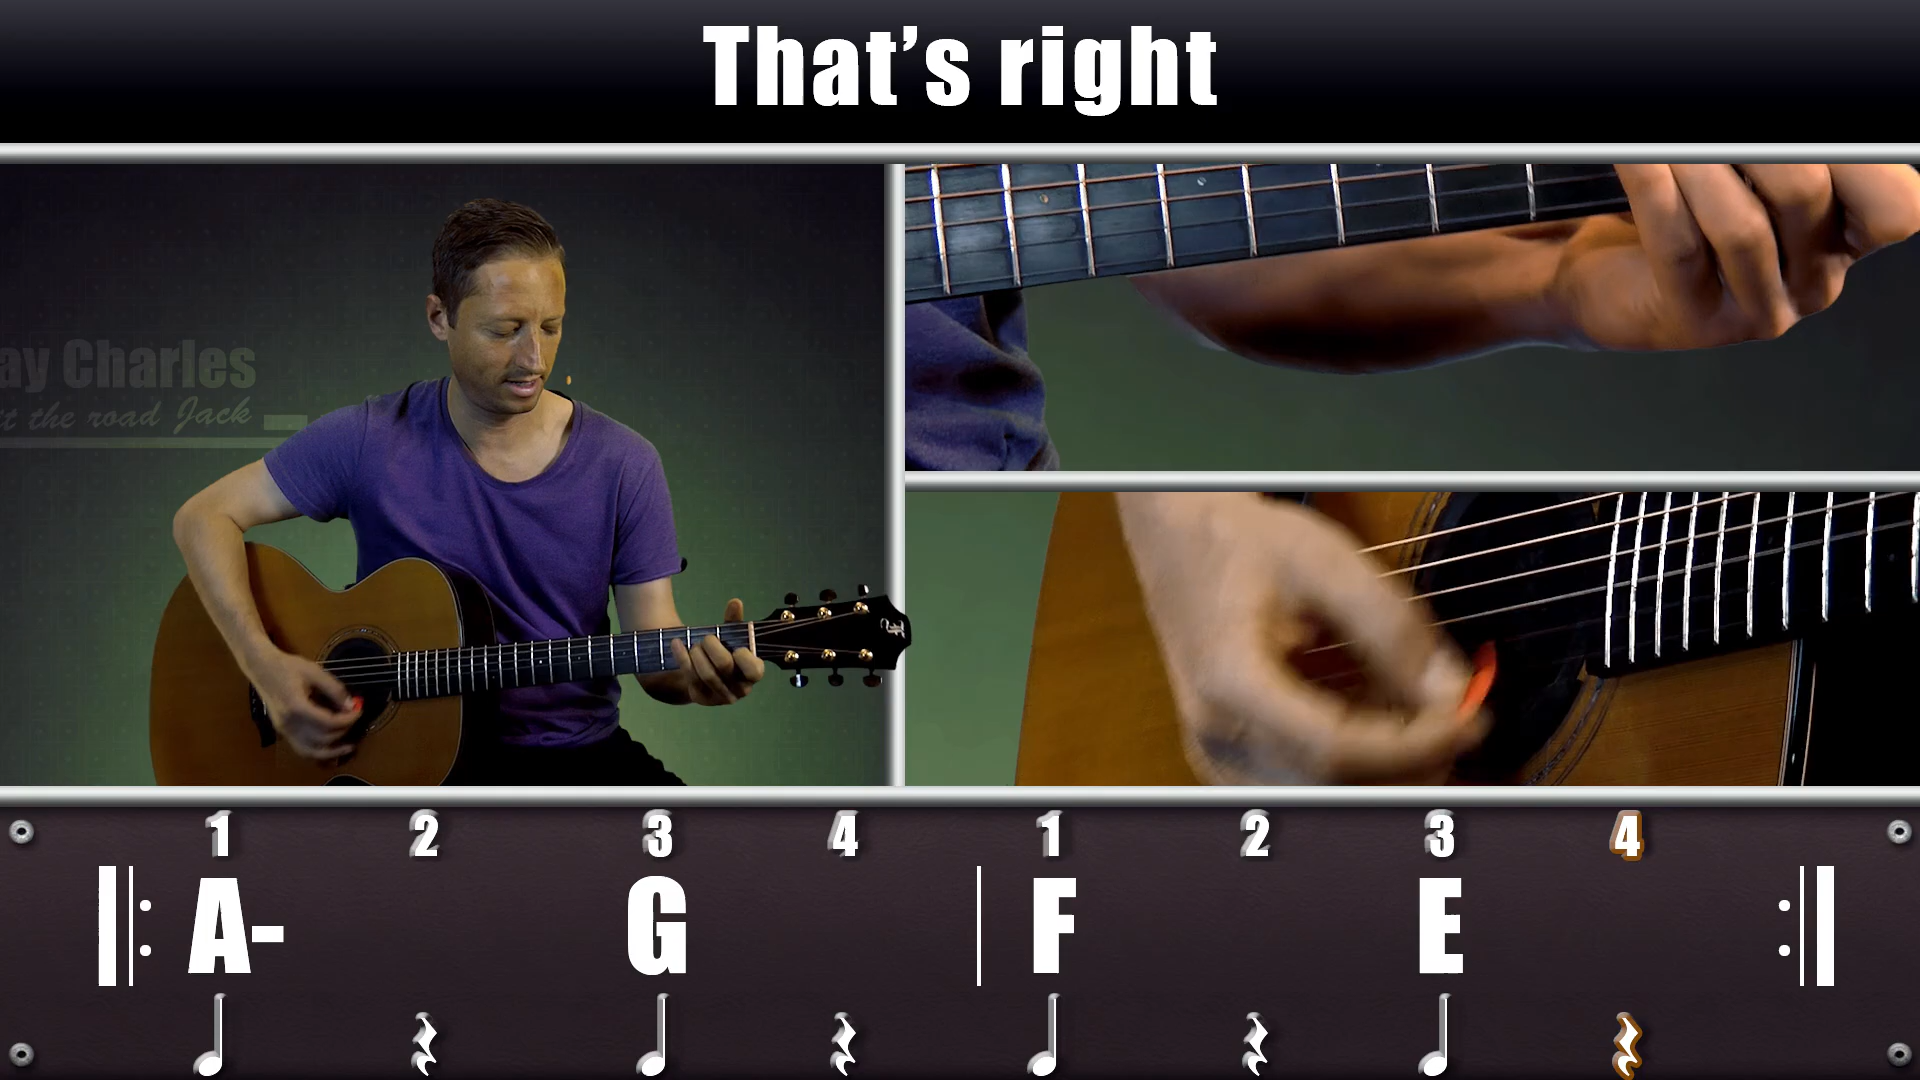 That's right
ay Charles
't the road Jack
1 2 3 4 1 2 3 4
A- G F E